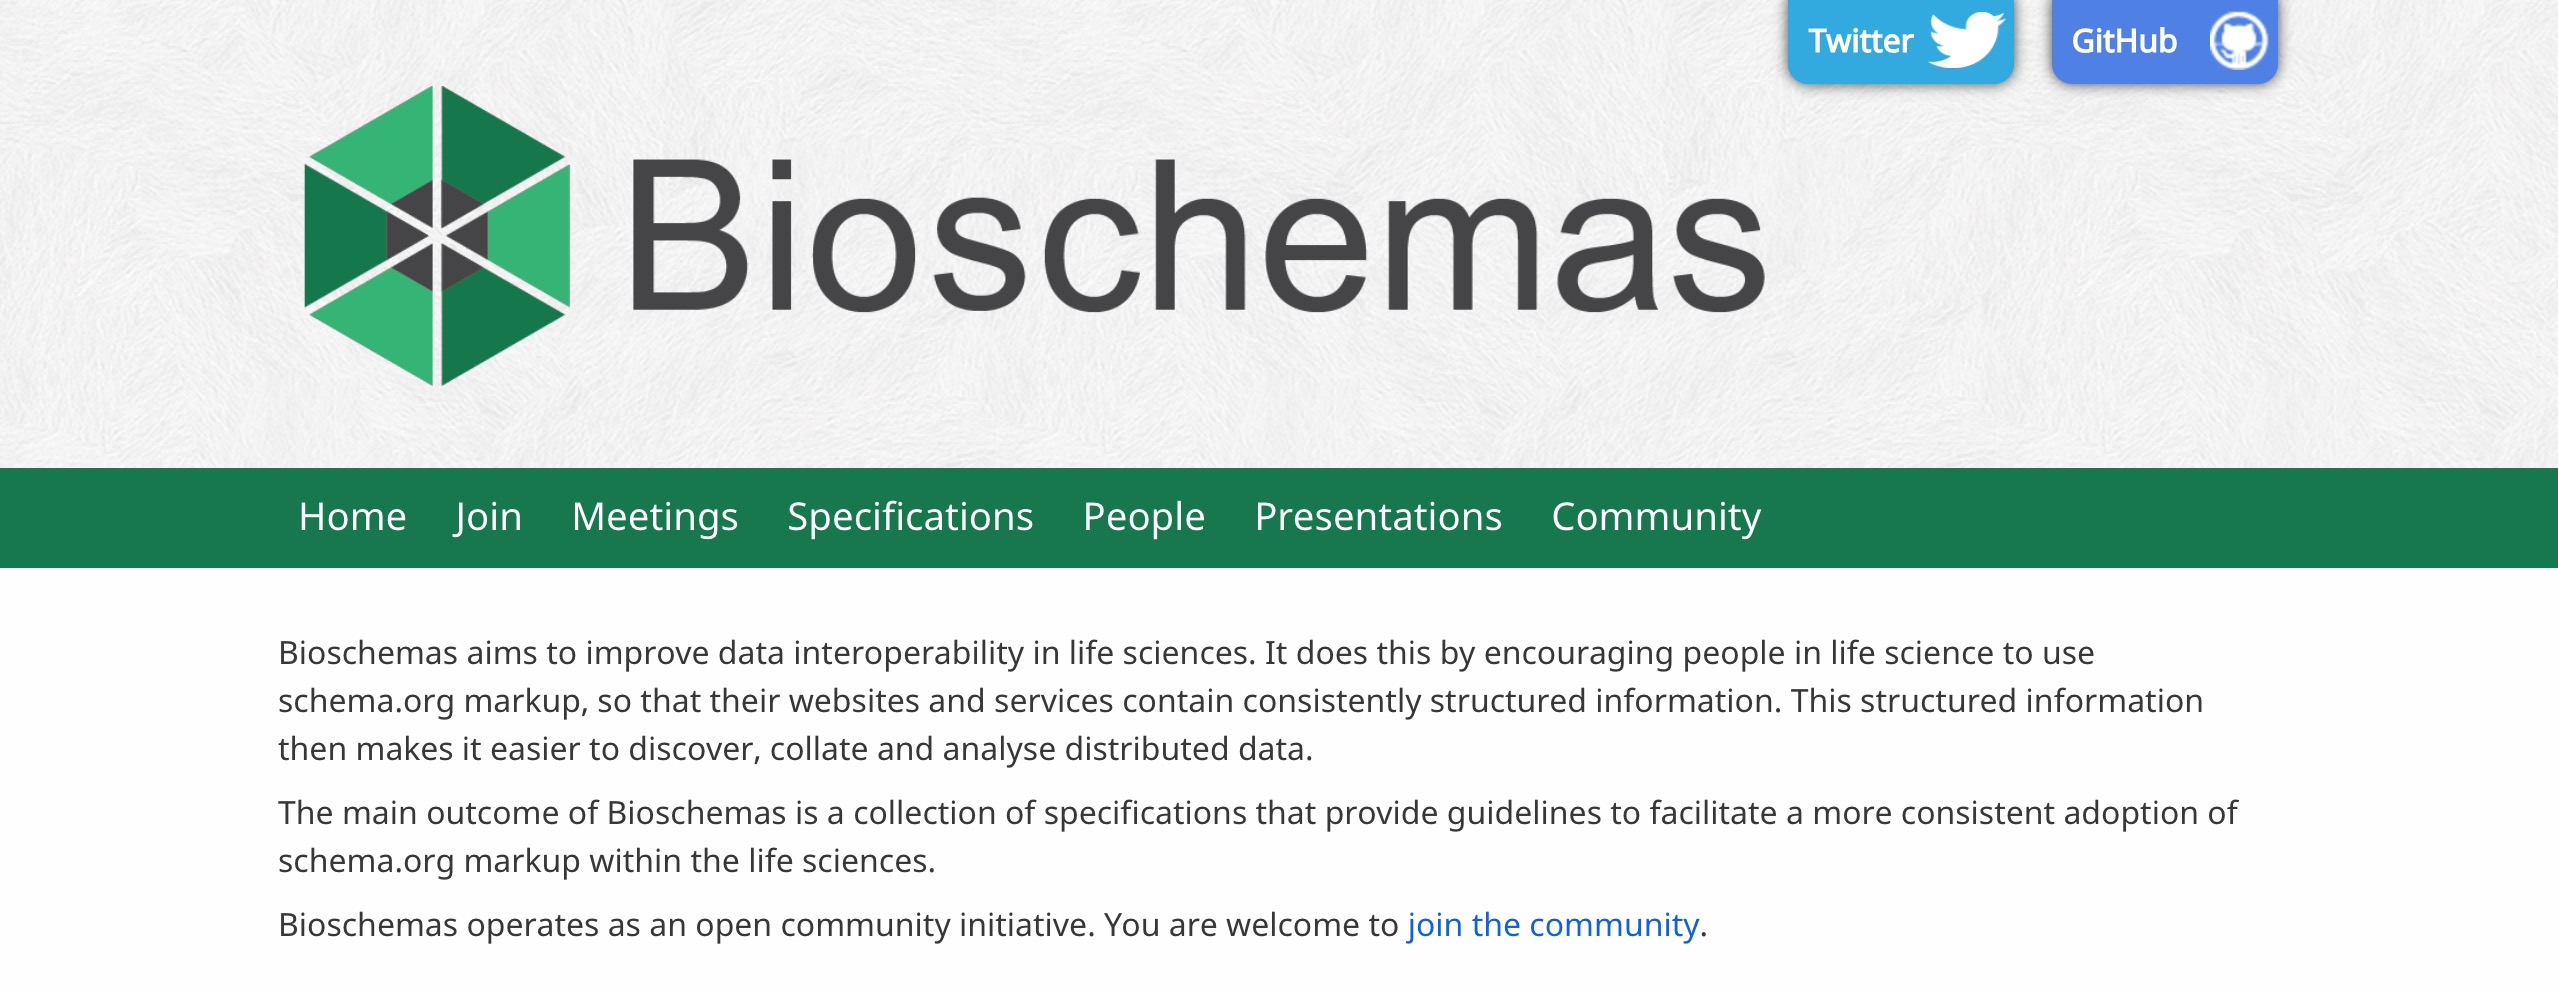 Twitter
GitHub
Bioschemas
Home Join Meetings Specifications People Presentations Community
Bioschemas aims to improve data interoperability in life sciences. It does this by encouraging people in life science to use
schema.org markup, so that their websites and services contain consistently structured information. This structured information
then makes it easier to discover, collate and analyse distributed data.
The main outcome of Bioschemas is a collection of specifications that provide guidelines to facilitate a more consistent adoption of
schema.org markup within the life sciences.
Bioschemas operates as an open community initiative. You are welcome to join the community.